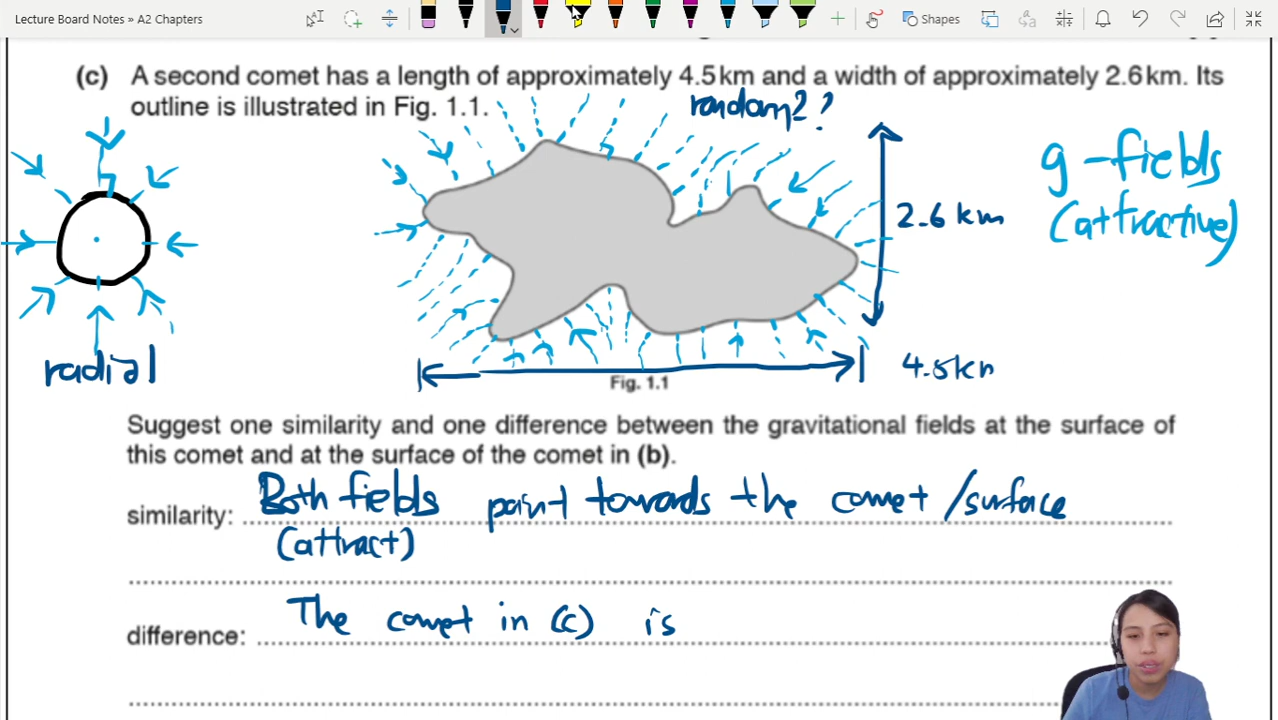 Lecture Board Notes » A2 Chapters
Shapes
(c) A second comet has a length of approximately 4.5 km and a width of approximately 2.6 km. Its
outline is illustrated in Fig. 1.1.
random??
g-fields
(attractive)
2.6 km
radial
4.5km
Fig. 1.1
Suggest one similarity and one difference between the gravitational fields at the surface of
this comet and at the surface of the comet in (b).
similarity: Both fields point towards the comet /surface
(attract)
difference: The comet in (c) is